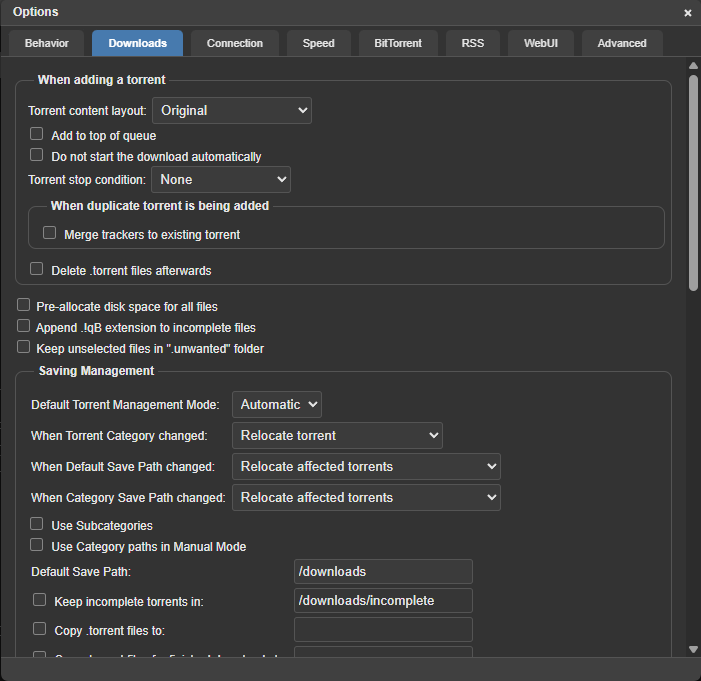 Options ×
Behavior Downloads Connection Speed BitTorrent RSS WebUI Advanced
When adding a torrent
Torrent content layout: Original
Add to top of queue
Do not start the download automatically
Torrent stop condition: None
When duplicate torrent is being added
Merge trackers to existing torrent
Delete .torrent files afterwards
Pre-allocate disk space for all files
Append .!qB extension to incomplete files
Keep unselected files in ".unwanted" folder
Saving Management
Default Torrent Management Mode: Automatic
When Torrent Category changed: Relocate torrent
When Default Save Path changed: Relocate affected torrents
When Category Save Path changed: Relocate affected torrents
Use Subcategories
Use Category paths in Manual Mode
Default Save Path: /downloads
Keep incomplete torrents in: /downloads/incomplete
Copy .torrent files to: